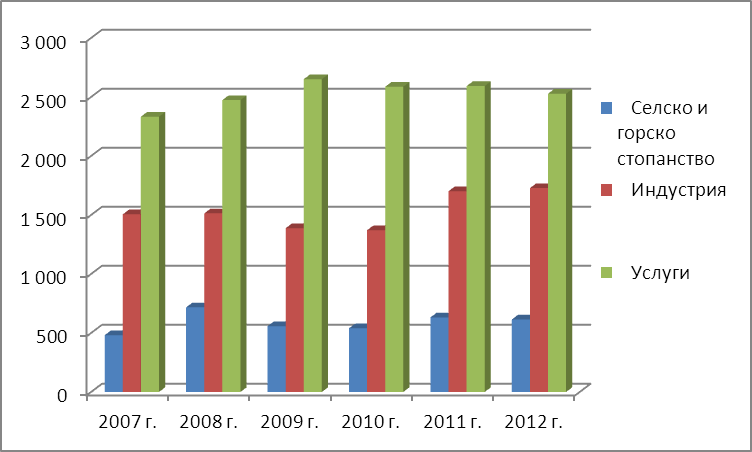 3 000
2 500
2 000
1 500
1 000
500
0
2007 г.
2008 г.
2009 г.
2010 г.
2011 г.
2012 г.
Селско и
горско
стопанство
Индустрия
Услуги